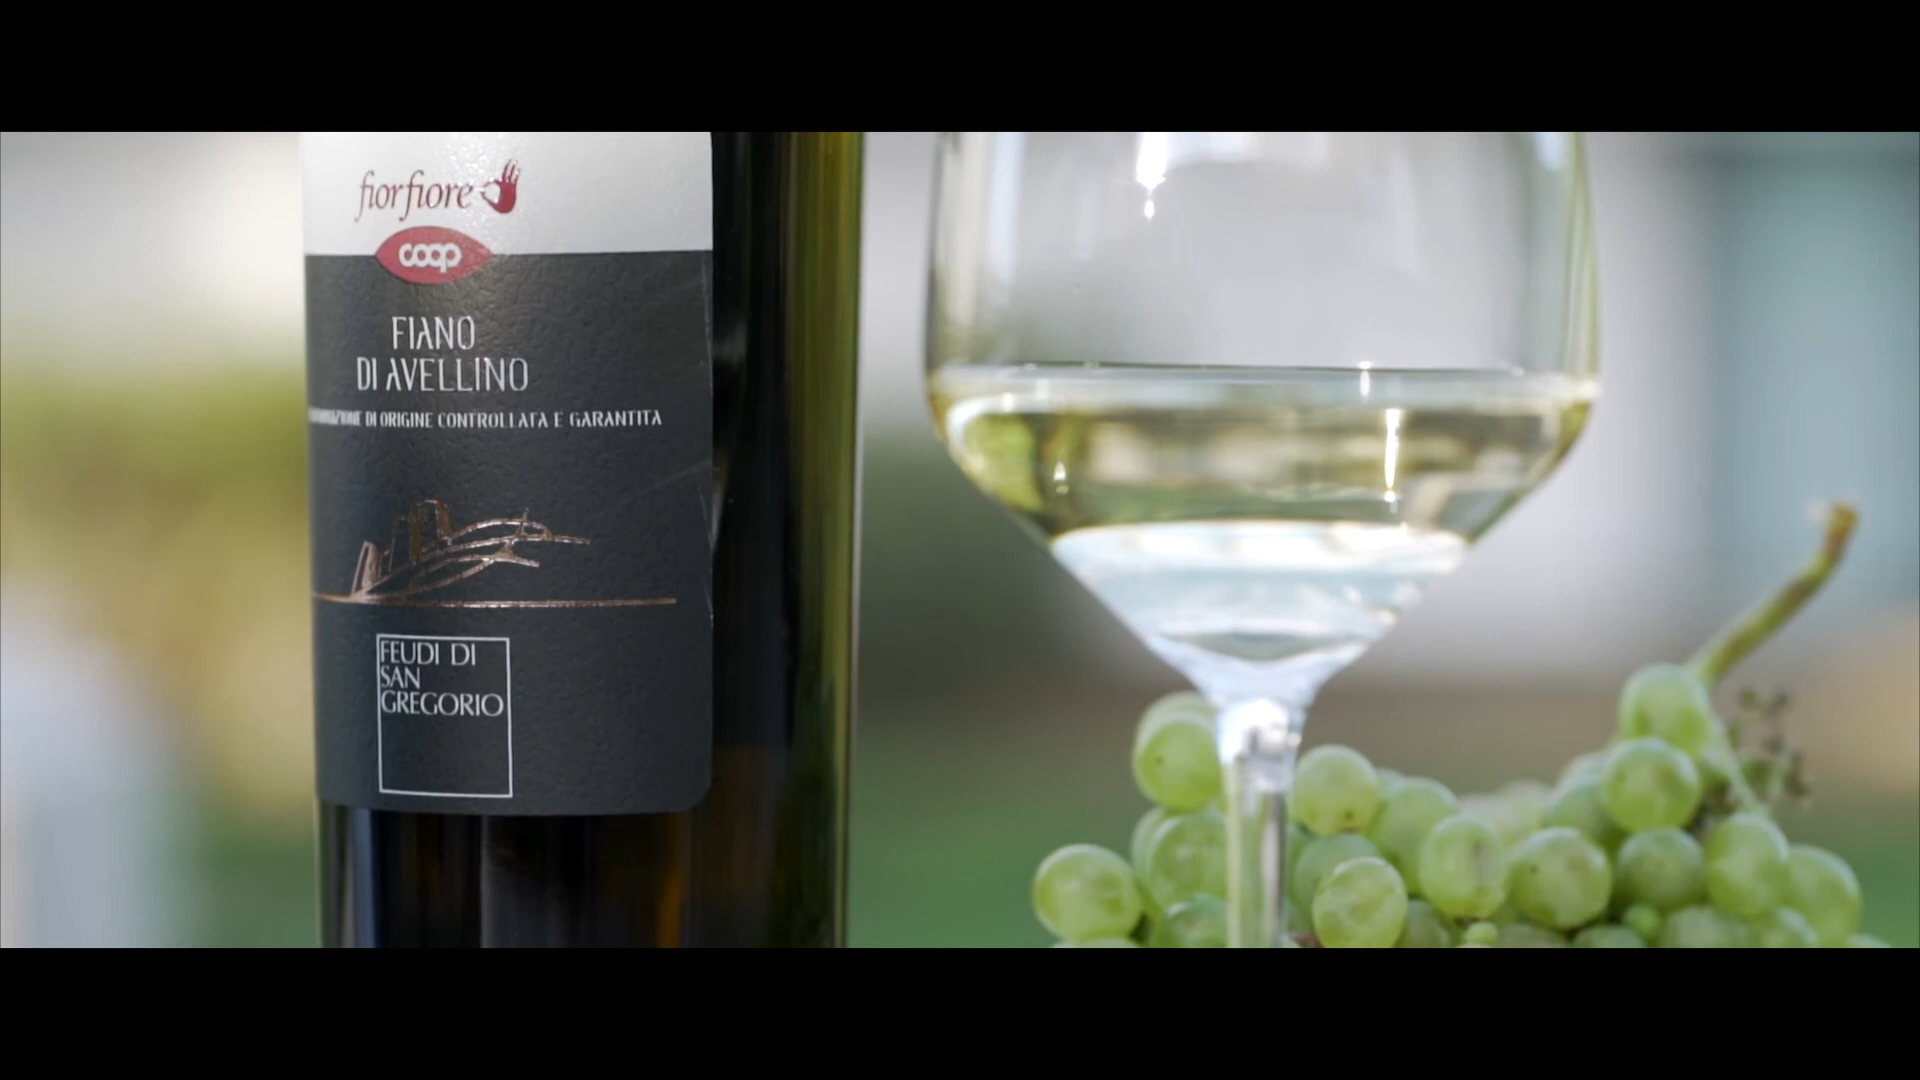 fiorfiore
coop
FIANO
DI AVELLINO
DI ORIGINE CONTROLLATA E GARANTITA
FEUDI DI
SAN
GREGORIO